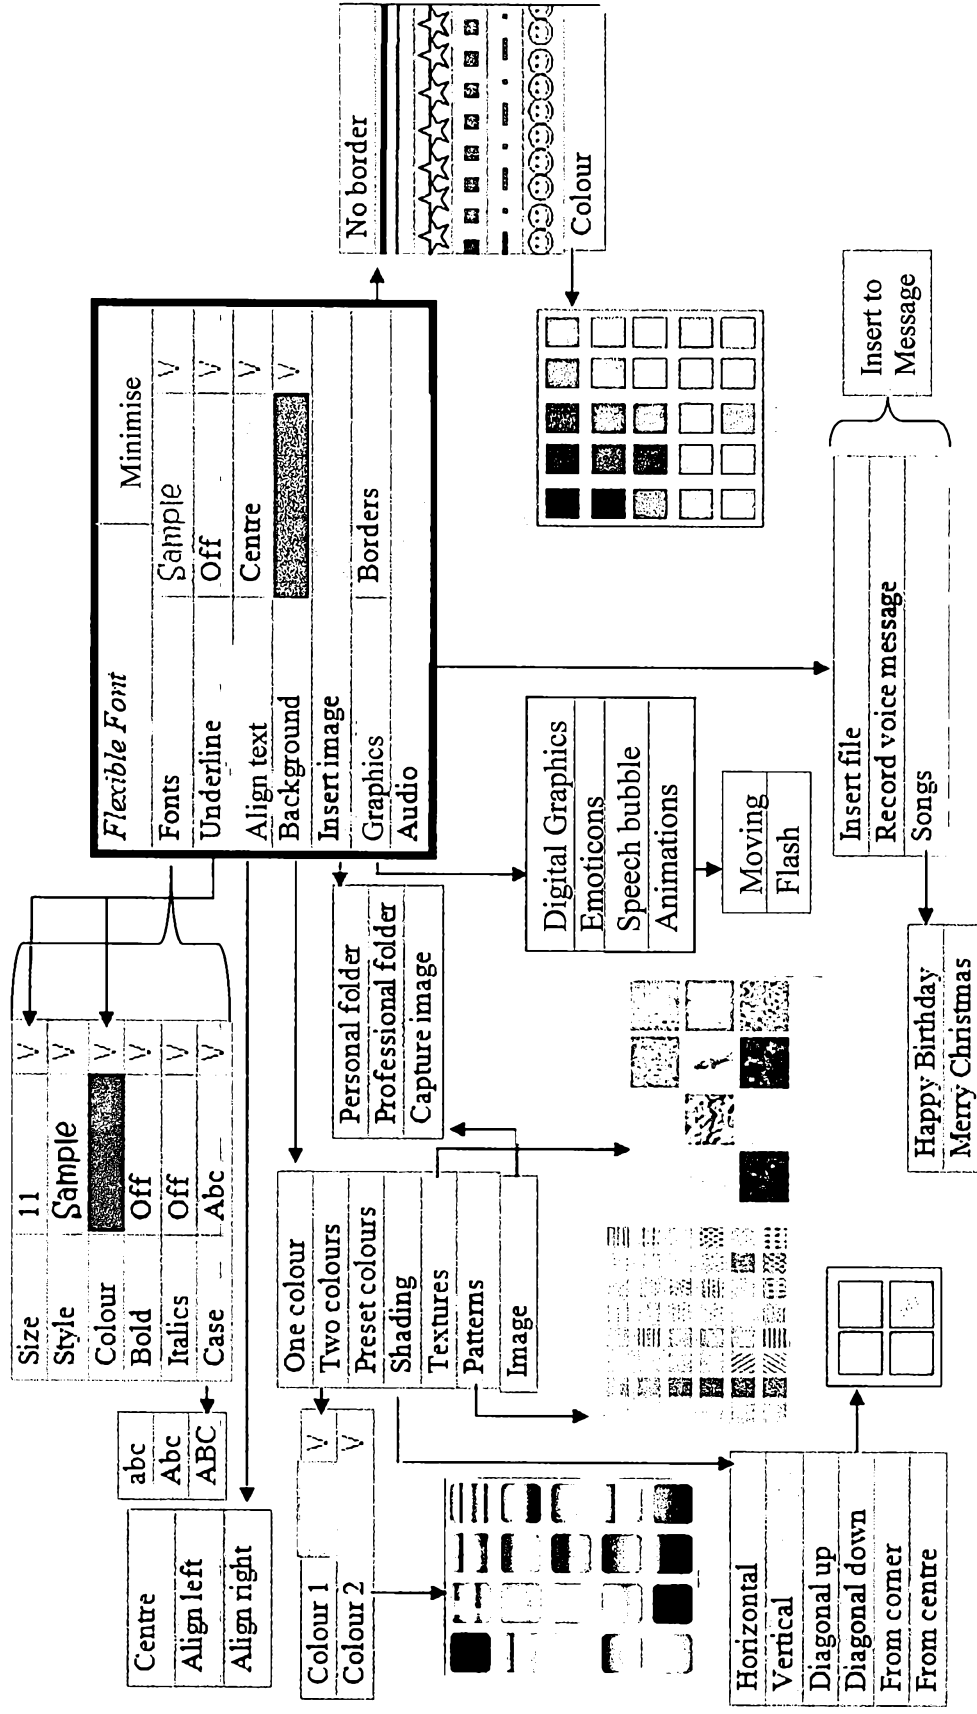 Size 11 V
Style Sample V
Colour V
Bold Off V
Italics Off V
Case Abc V
abc
Abc
ABC
Centre
Align left
Align right
Flexible Font Minimise
Fonts Sample V
Underline Off V
Align text Centre V
Background V
Insert image
Graphics Borders
Audio
No border
Colour
One colour
Two colours
Preset colours
Shading
Textures
Patterns
Image
Colour 1 V
Colour 2 V
Personal folder
Professional folder
Capture image
Digital Graphics
Emoticons
Speech bubble
Animations
Moving
Flash
Horizontal
Vertical
Diagonal up
Diagonal down
From corner
From centre
Insert file
Record voice message
Songs
Insert to
Message
Happy Birthday
Merry Christmas